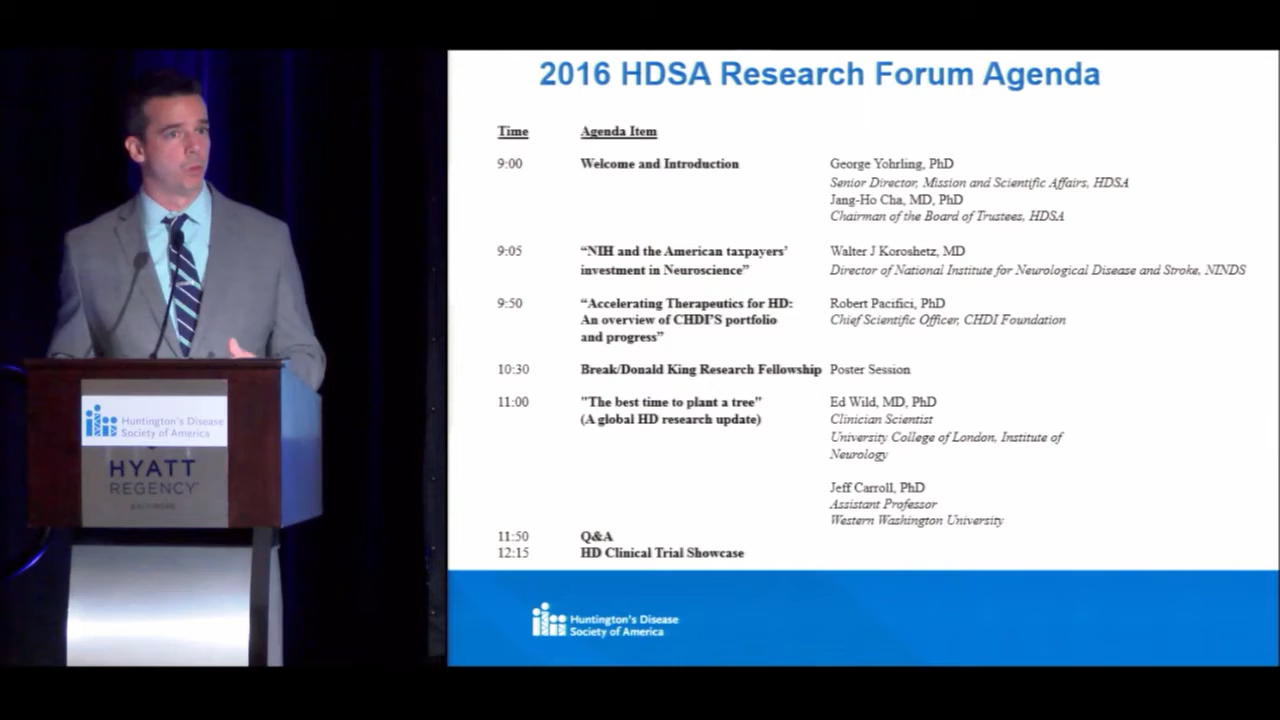 2016 HDSA Research Forum Agenda
Time Agenda Item
9:00 Welcome and Introduction George Yohrling, PhD
Senior Director, Mission and Scientific Affairs, HDSA
Jang-Ho Cha, MD, PhD
Chairman of the Board of Trustees, HDSA
9:05 “NIH and the American taxpayers’ Walter J Koroshetz, MD
investment in Neuroscience” Director of National Institute for Neurological Disease and Stroke, NINDS
9:50 “Accelerating Therapeutics for HD: Robert Pacifici, PhD
An overview of CHDI’S portfolio Chief Scientific Officer, CHDI Foundation
and progress”
10:30 Break/Donald King Research Fellowship Poster Session
11:00 "The best time to plant a tree” Ed Wild, MD, PhD
(A global HD research update) Clinician Scientist
University College of London, Institute of
Neurology
Jeff Carroll, PhD
Assistant Professor
Western Washington University
11:50 Q&A
12:15 HD Clinical Trial Showcase
Huntington's Disease
Society of America
Huntington's Disease
Society of America
HYATT
REGENCY
BALTIMORE